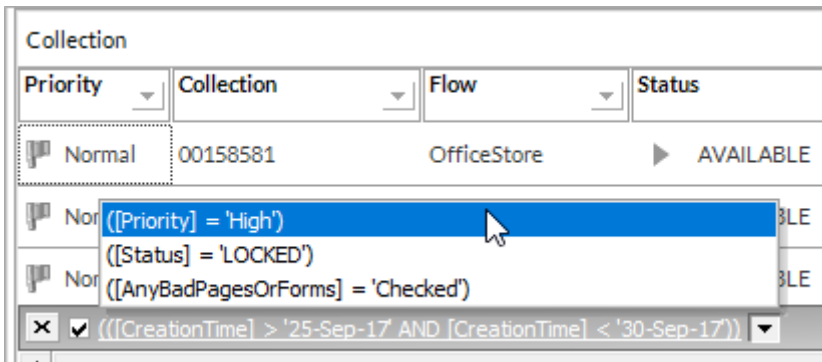 Collection
Priority Collection Flow Status
Normal 00158581 OfficeStore AVAILABLE
([Priority] = 'High')
([Status] = 'LOCKED')
([AnyBadPagesOrForms] = 'Checked')
(([CreationTime] > '25-Sep-17' AND [CreationTime] < '30-Sep-17'))